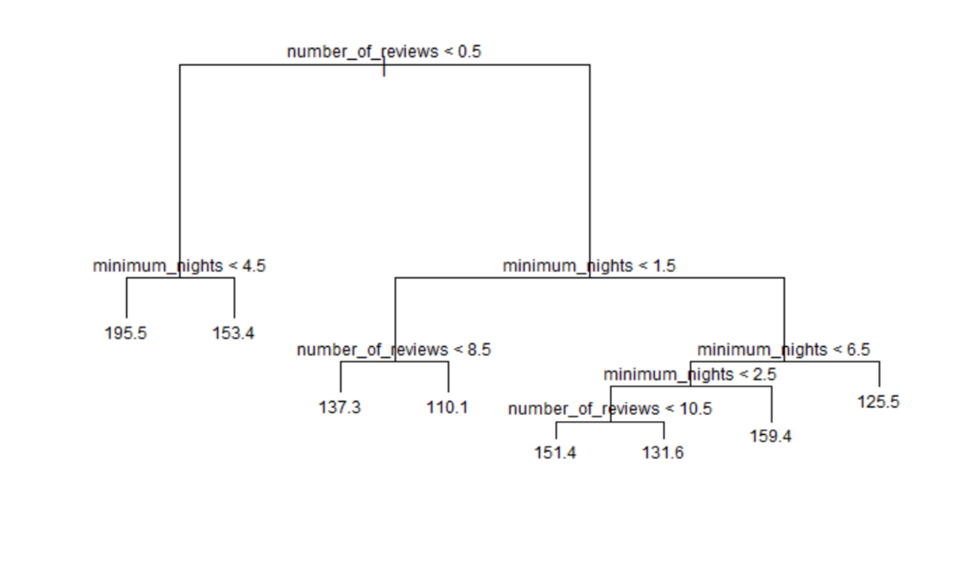 number_of_reviews < 0.5
minimum_nights < 4.5
minimum_nights < 1.5
195.5
153.4
number_of_reviews < 8.5
minimum_nights < 6.5
minimum_nights < 2.5
137.3
110.1
number_of_reviews < 10.5
125.5
159.4
151.4
131.6